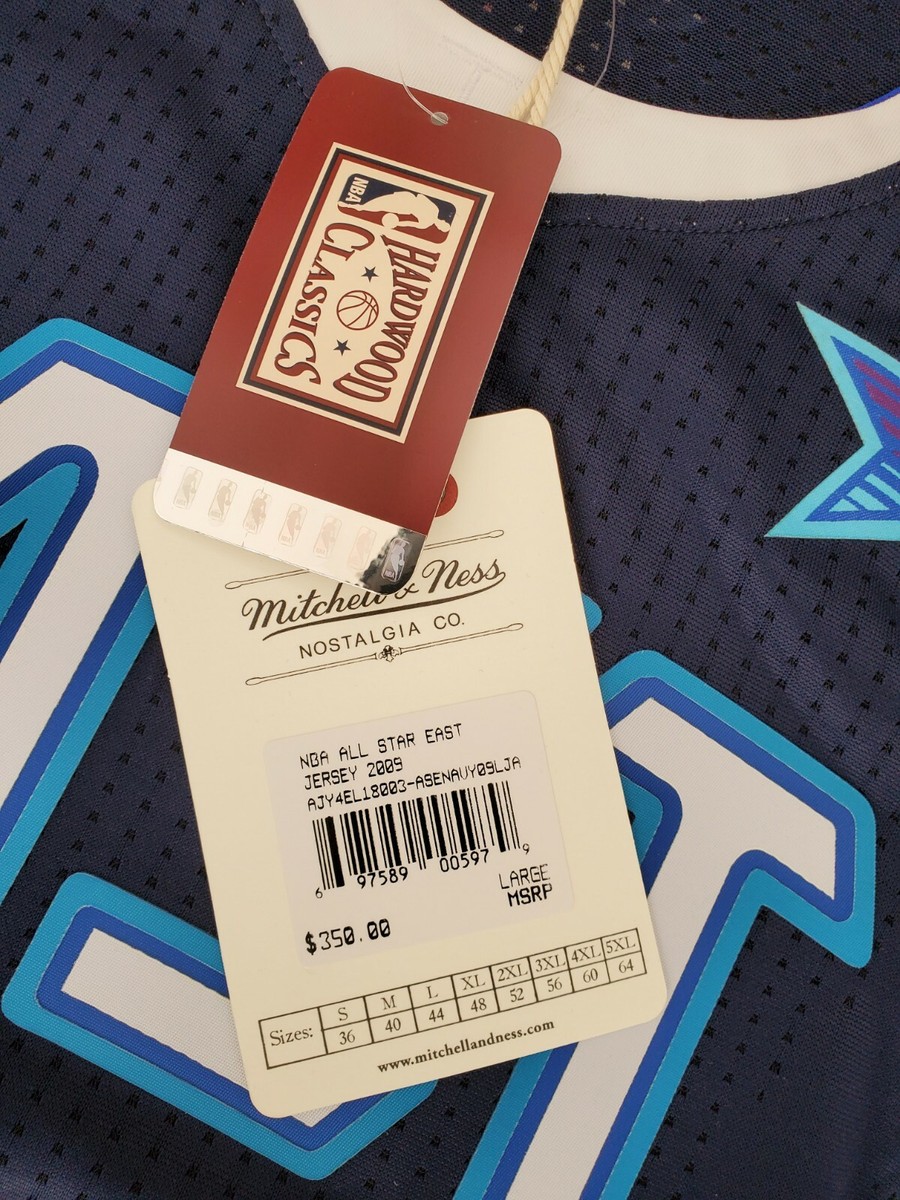 NBA
HARDWOOD
CLASSICS
Mitchell & Ness
NOSTALGIA CO.
NBA ALL STAR EAST
JERSEY 2009
AJY4EL18003-ASENAVY09LJA
6 97589 00597 9
LARGE
MSRP
$350.00
Sizes: S M L XL 2XL 3XL 4XL 5XL
36 40 44 48 52 56 60 64
www.mitchellandness.com